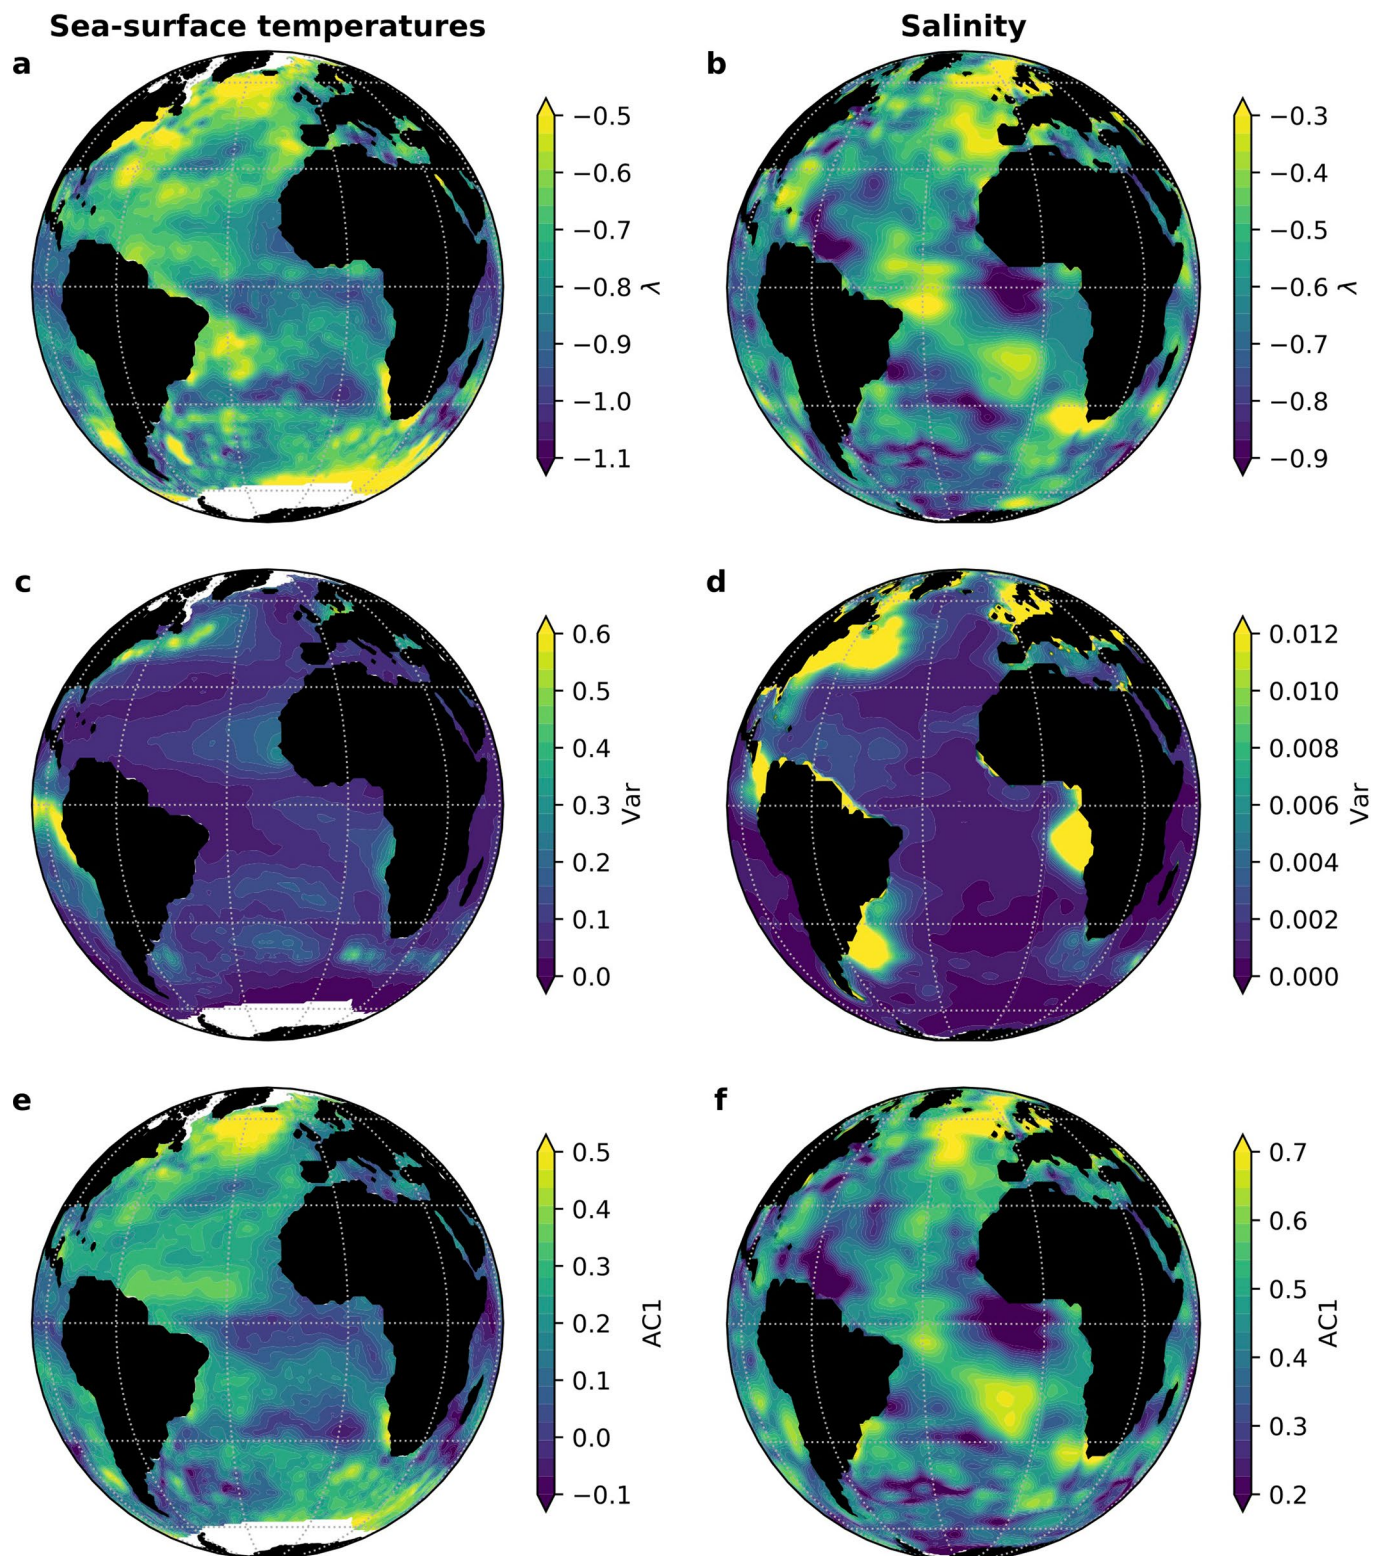 Sea-surface temperatures
Salinity
a
−0.5
−0.6
−0.7
−0.8
−0.9
−1.0
−1.1
λ
b
−0.3
−0.4
−0.5
−0.6
−0.7
−0.8
−0.9
λ
c
0.6
0.5
0.4
0.3
0.2
0.1
0.0
Var
d
0.012
0.010
0.008
0.006
0.004
0.002
0.000
Var
e
0.5
0.4
0.3
0.2
0.1
0.0
−0.1
AC1
f
0.7
0.6
0.5
0.4
0.3
0.2
AC1